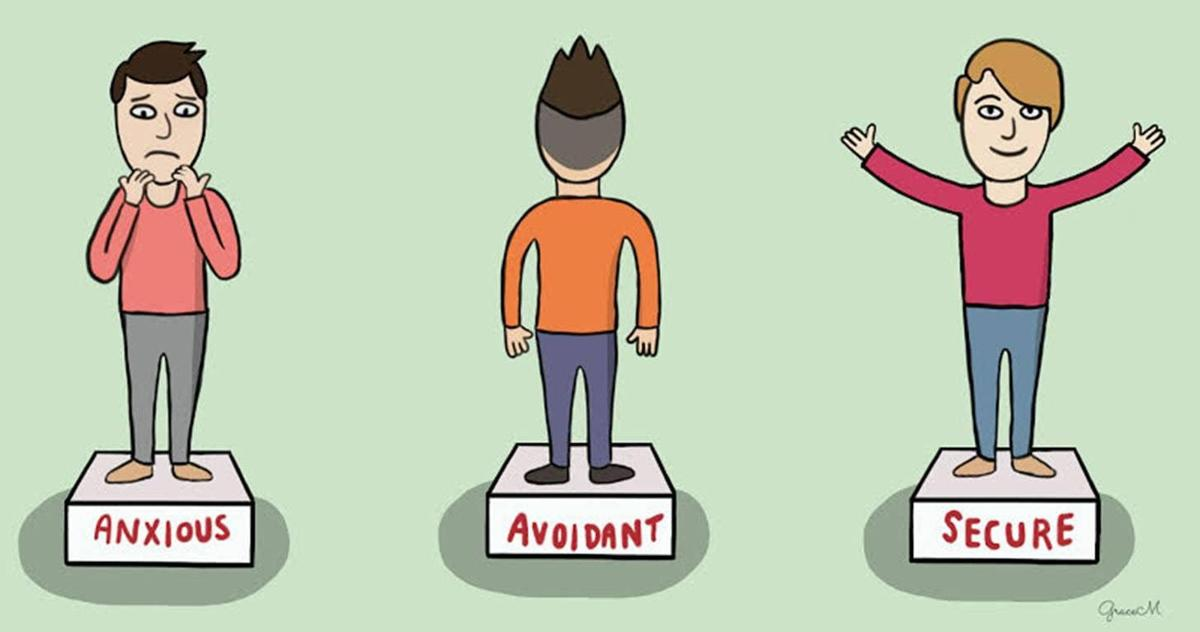 ANXIOUS
AVOIDANT
SECURE
GraceM.